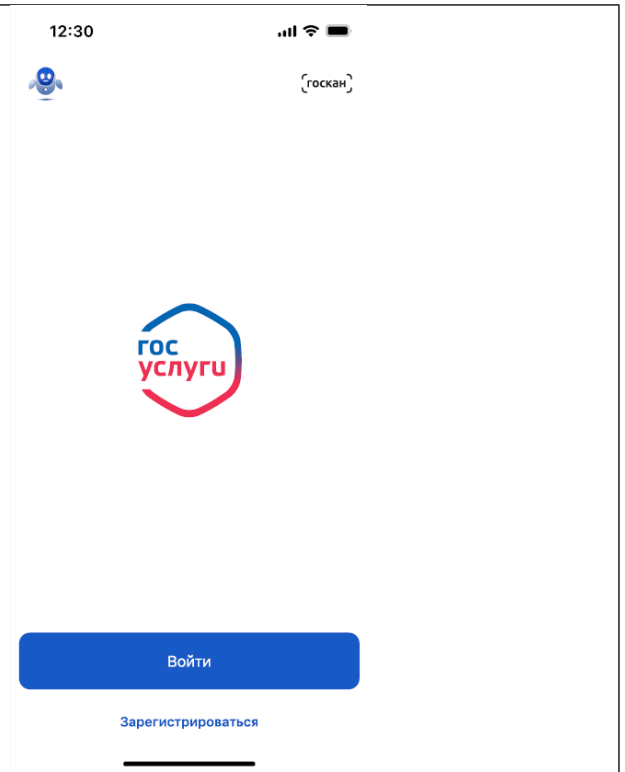 12:30
госкан
гос
услуги
Войти
Зарегистрироваться